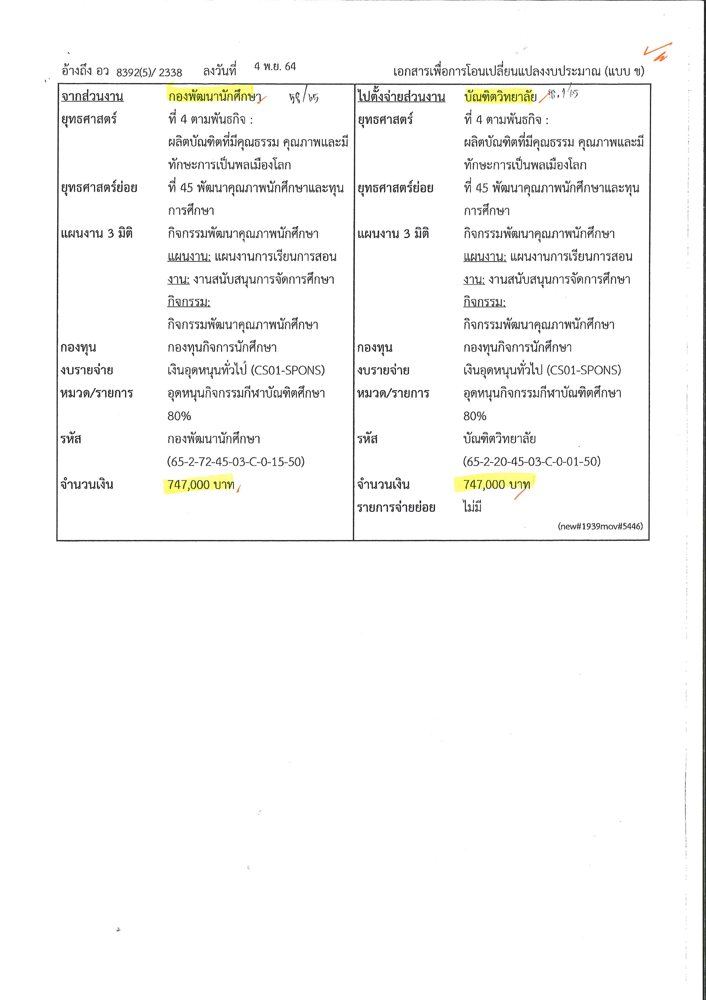 อ้างถึง อว 8392(5)/ 2338 ลงวันที่ 4 พ.ย. 64 เอกสารเพื่อการโอนเปลี่ยนแปลงงบประมาณ (แบบ ข)
จากส่วนงาน กองพัฒนานักศึกษา
ยุทธศาสตร์ ที่ 4 ตามพันธกิจ :
ผลิตบัณฑิตที่มีคุณธรรม คุณภาพและมี
ทักษะการเป็นพลเมืองโลก
ยุทธศาสตร์ย่อย ที่ 45 พัฒนาคุณภาพนักศึกษาและทุน
การศึกษา
แผนงาน 3 มิติ กิจกรรมพัฒนาคุณภาพนักศึกษา
แผนงาน: แผนงานการเรียนการสอน
งาน: งานสนับสนุนการจัดการศึกษา
กิจกรรม:
กิจกรรมพัฒนาคุณภาพนักศึกษา
กองทุน กองทุนกิจการนักศึกษา
งบรายจ่าย เงินอุดหนุนทั่วไป (CS01-SPONS)
หมวด/รายการ อุดหนุนกิจกรรมกีฬาบัณฑิตศึกษา
80%
รหัส กองพัฒนานักศึกษา
(65-2-72-45-03-C-0-15-50)
จำนวนเงิน 747,000 บาท
ไปตั้งจ่ายส่วนงาน บัณฑิตวิทยาลัย
ยุทธศาสตร์ ที่ 4 ตามพันธกิจ :
ผลิตบัณฑิตที่มีคุณธรรม คุณภาพและมี
ทักษะการเป็นพลเมืองโลก
ยุทธศาสตร์ย่อย ที่ 45 พัฒนาคุณภาพนักศึกษาและทุน
การศึกษา
แผนงาน 3 มิติ กิจกรรมพัฒนาคุณภาพนักศึกษา
แผนงาน: แผนงานการเรียนการสอน
งาน: งานสนับสนุนการจัดการศึกษา
กิจกรรม:
กิจกรรมพัฒนาคุณภาพนักศึกษา
กองทุน กองทุนกิจการนักศึกษา
งบรายจ่าย เงินอุดหนุนทั่วไป (CS01-SPONS)
หมวด/รายการ อุดหนุนกิจกรรมกีฬาบัณฑิตศึกษา
80%
รหัส บัณฑิตวิทยาลัย
(65-2-20-45-03-C-0-01-50)
จำนวนเงิน 747,000 บาท
รายการจ่ายย่อย ไม่มี
(new#1939mov#5446)